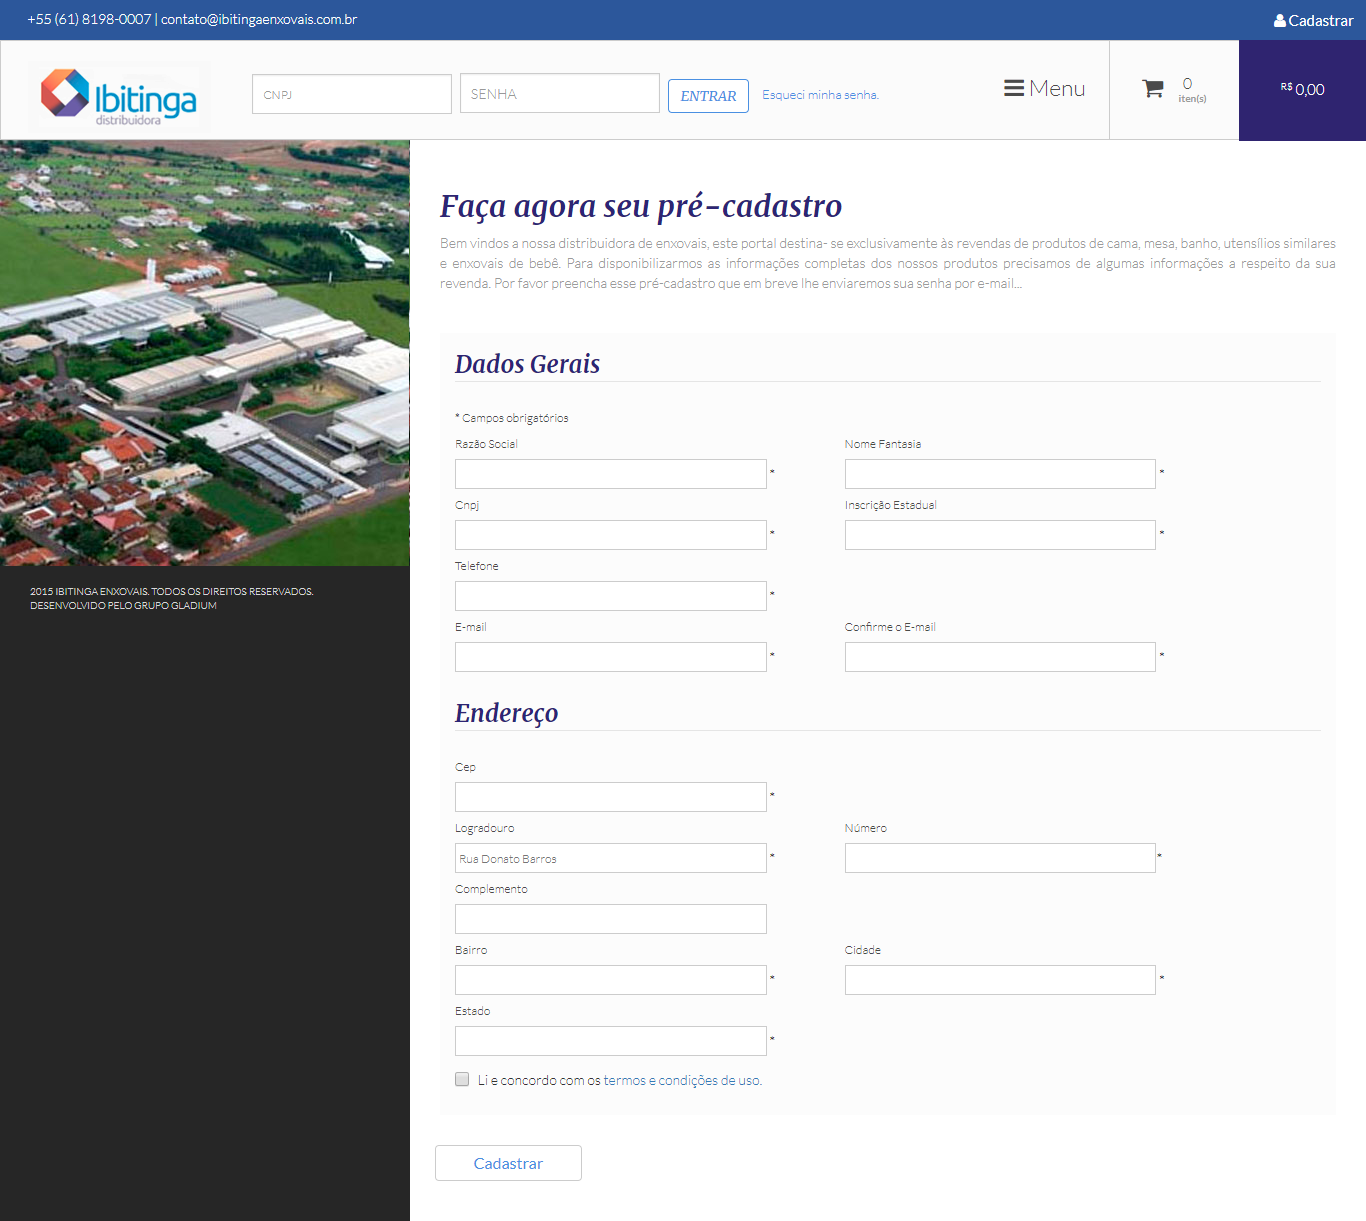 +55 (61) 8198-0007 | contato@ibitingaenxovais.com.br
Cadastrar
Ibitinga
distribuidora
CNPJ
SENHA
ENTRAR
Esqueci minha senha.
Menu
0
iten(s)
R$ 0,00
Faça agora seu pré-cadastro
Bem vindos a nossa distribuidora de enxovais, este portal destina- se exclusivamente às revendas de produtos de cama, mesa, banho, utensílios similares
e enxovais de bebê. Para disponibilizarmos as informações completas dos nossos produtos precisamos de algumas informações a respeito da sua
revenda. Por favor preencha esse pré-cadastro que em breve lhe enviaremos sua senha por e-mail...
Dados Gerais
* Campos obrigatórios
Razão Social
*
Nome Fantasia
*
Cnpj
*
Inscrição Estadual
*
Telefone
*
E-mail
*
Confirme o E-mail
*
Endereço
Cep
*
Logradouro
Rua Donato Barros *
Número
*
Complemento
Bairro
*
Cidade
*
Estado
*
Li e concordo com os termos e condições de uso.
Cadastrar
2015 IBITINGA ENXOVAIS. TODOS OS DIREITOS RESERVADOS.
DESENVOLVIDO PELO GRUPO GLADIUM